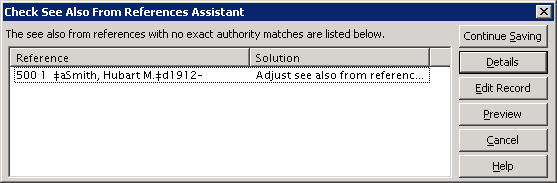 Check See Also From References Assistant
The see also from references with no exact authority matches are listed below.
Continue Saving
Reference Solution
500 1 ‡aSmith, Hubart M.‡d1912- Adjust see also from referenc...
Details
Edit Record
Preview
Cancel
Help